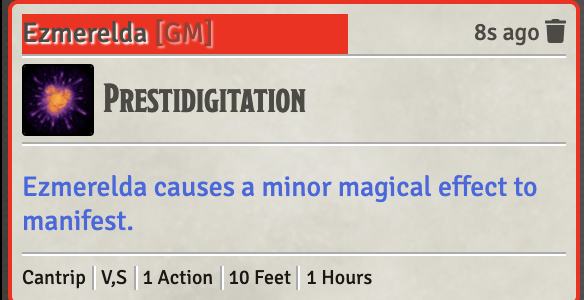 Ezmerelda [GM] 8s ago
Prestidigitation
Ezmerelda causes a minor magical effect to
manifest.
Cantrip V,S 1 Action 10 Feet 1 Hours